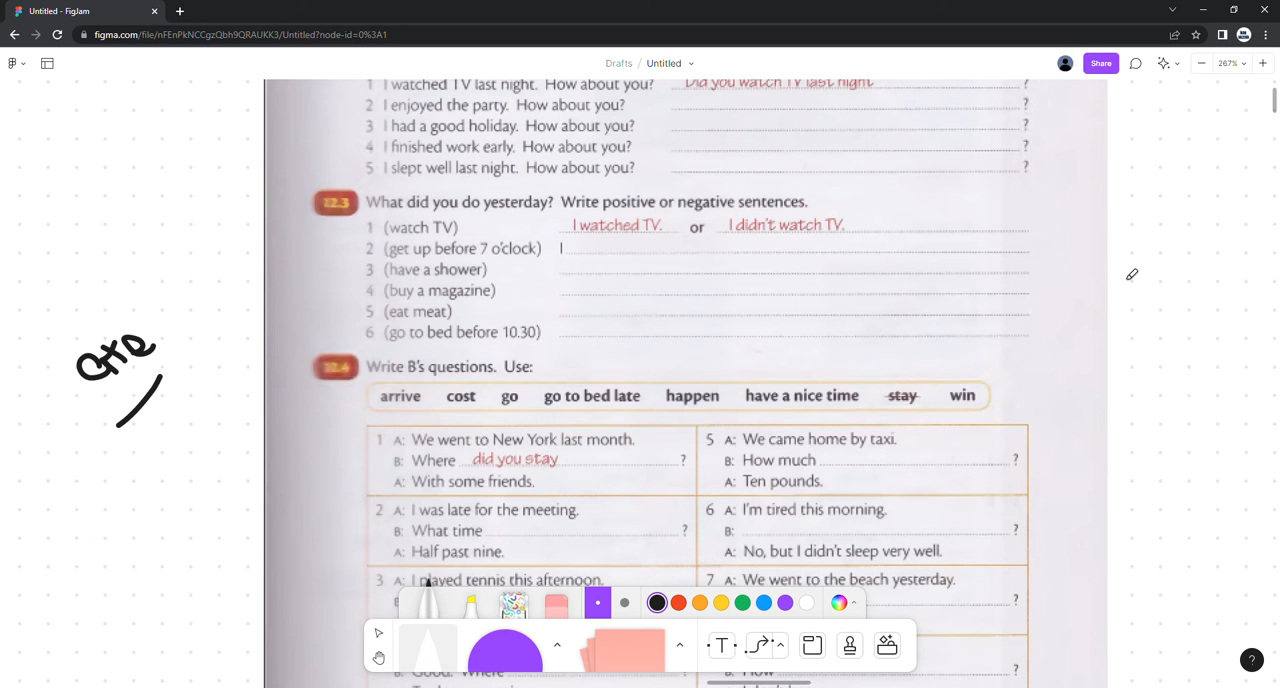 Untitled - FigJam
figma.com/file/nFEnPkNCCgzQbh9QRAUKK3/Untitled?node-id=0%3A1
Drafts / Untitled
Share
267%
1 I watched TV last night. How about you? Did you watch TV last night ?
2 I enjoyed the party. How about you? ?
3 I had a good holiday. How about you? ?
4 I finished work early. How about you? ?
5 I slept well last night. How about you? ?
12.3 What did you do yesterday? Write positive or negative sentences.
1 (watch TV) I watched TV. or I didn't watch TV.
2 (get up before 7 o'clock) I
3 (have a shower)
4 (buy a magazine)
5 (eat meat)
6 (go to bed before 10.30)
12.4 Write B's questions. Use:
arrive cost go go to bed late happen have a nice time stay win
1 A: We went to New York last month.
B: Where did you stay ?
A: With some friends.
2 A: I was late for the meeting.
B: What time ?
A: Half past nine.
3 A: I played tennis this afternoon.
5 A: We came home by taxi.
B: How much ?
A: Ten pounds.
6 A: I'm tired this morning.
B: ?
A: No, but I didn't sleep very well.
7 A: We went to the beach yesterday.
?
B: Good. Where ?
B: How ?
T
?